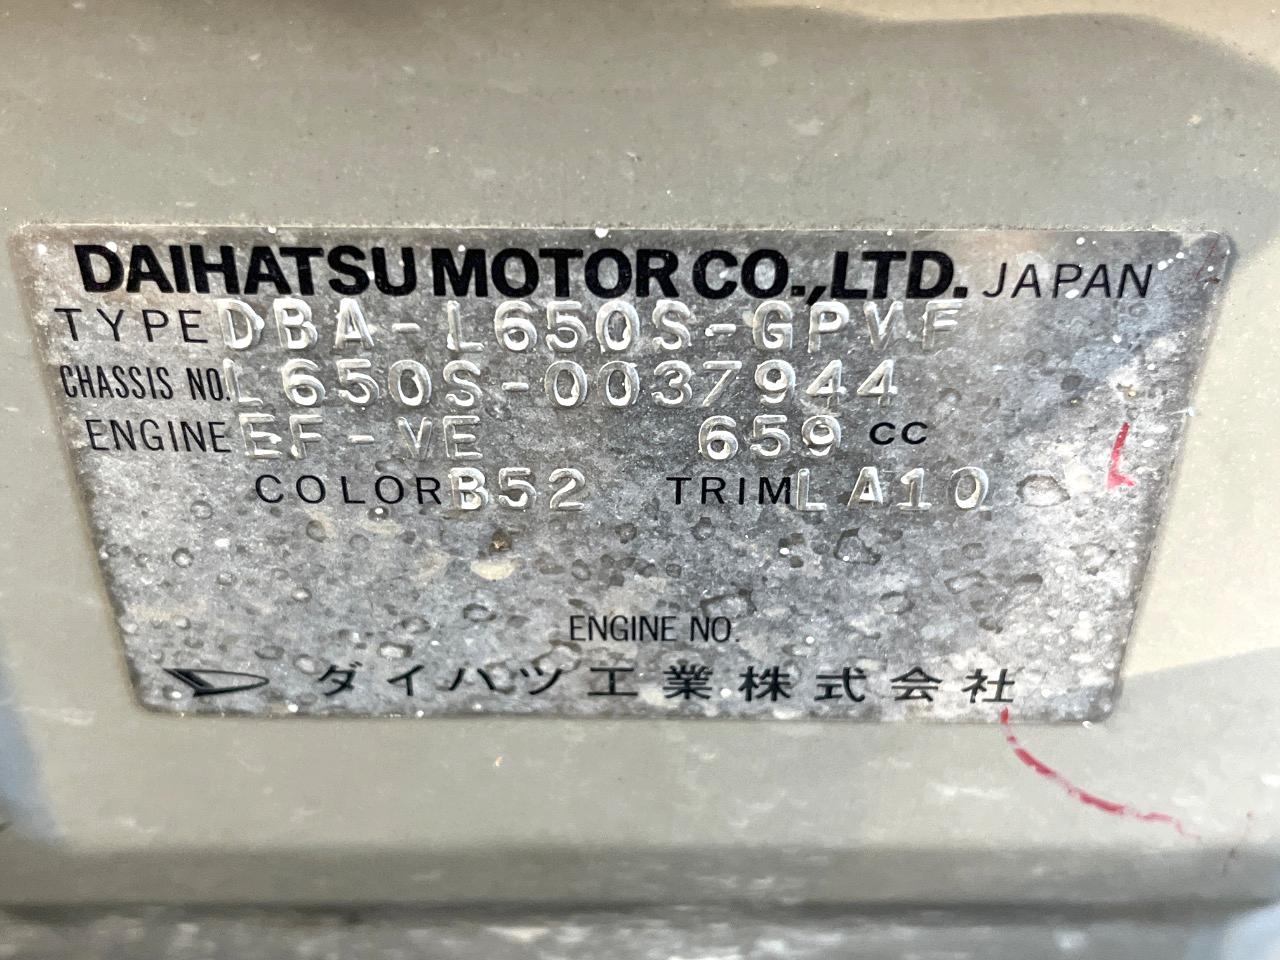 DAIHATSU MOTOR CO.,LTD. JAPAN
TYPE DBA-L650S-GPVF
CHASSIS NO. L650S-0037944
ENGINE EF-VE 659 CC
COLOR B52 TRIM LA10
ENGINE NO.
ダイハツ工業株式会社